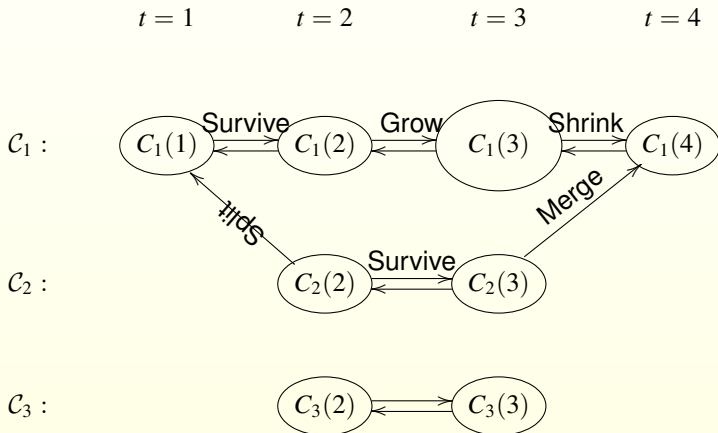 t = 1 t = 2 t = 3 t = 4
Survive Grow Shrink
C₁ : C₁(1) C₁(2) C₁(3) C₁(4)
Split Merge
Survive
C₂ : C₂(2) C₂(3)
C₃ : C₃(2) C₃(3)